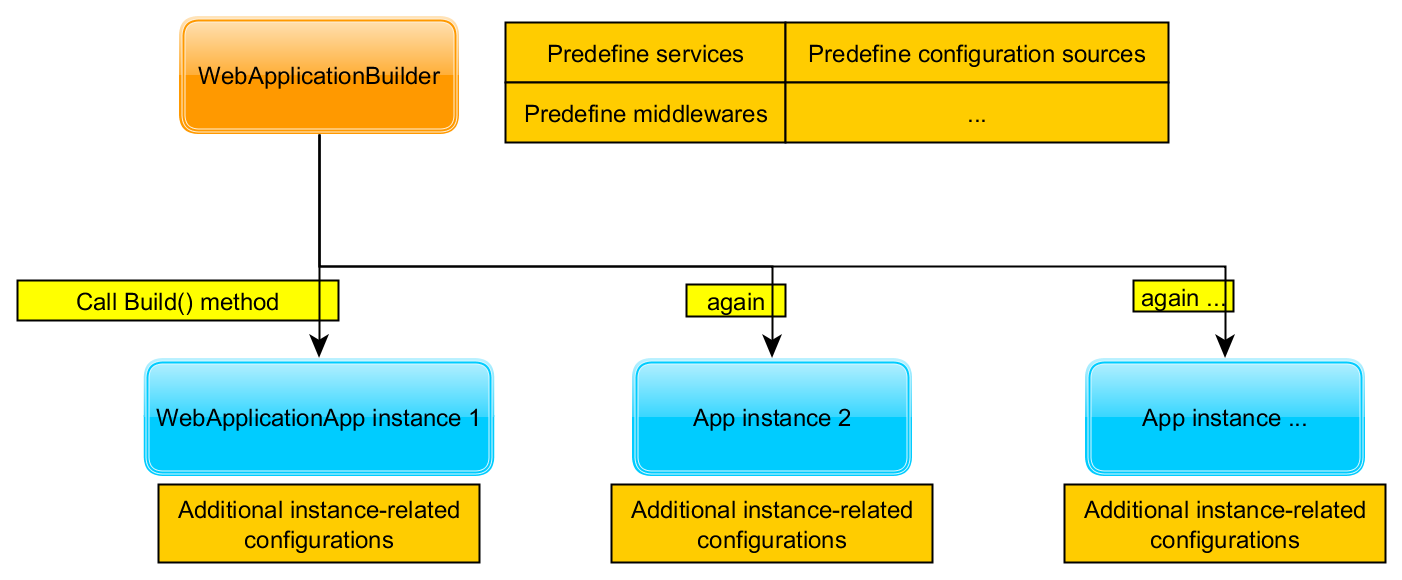 WebApplicationBuilder
Predefine services
Predefine configuration sources
Predefine middlewares
...
Call Build() method
again
again ...
WebApplicationApp instance 1
App instance 2
App instance ...
Additional instance-related
configurations
Additional instance-related
configurations
Additional instance-related
configurations